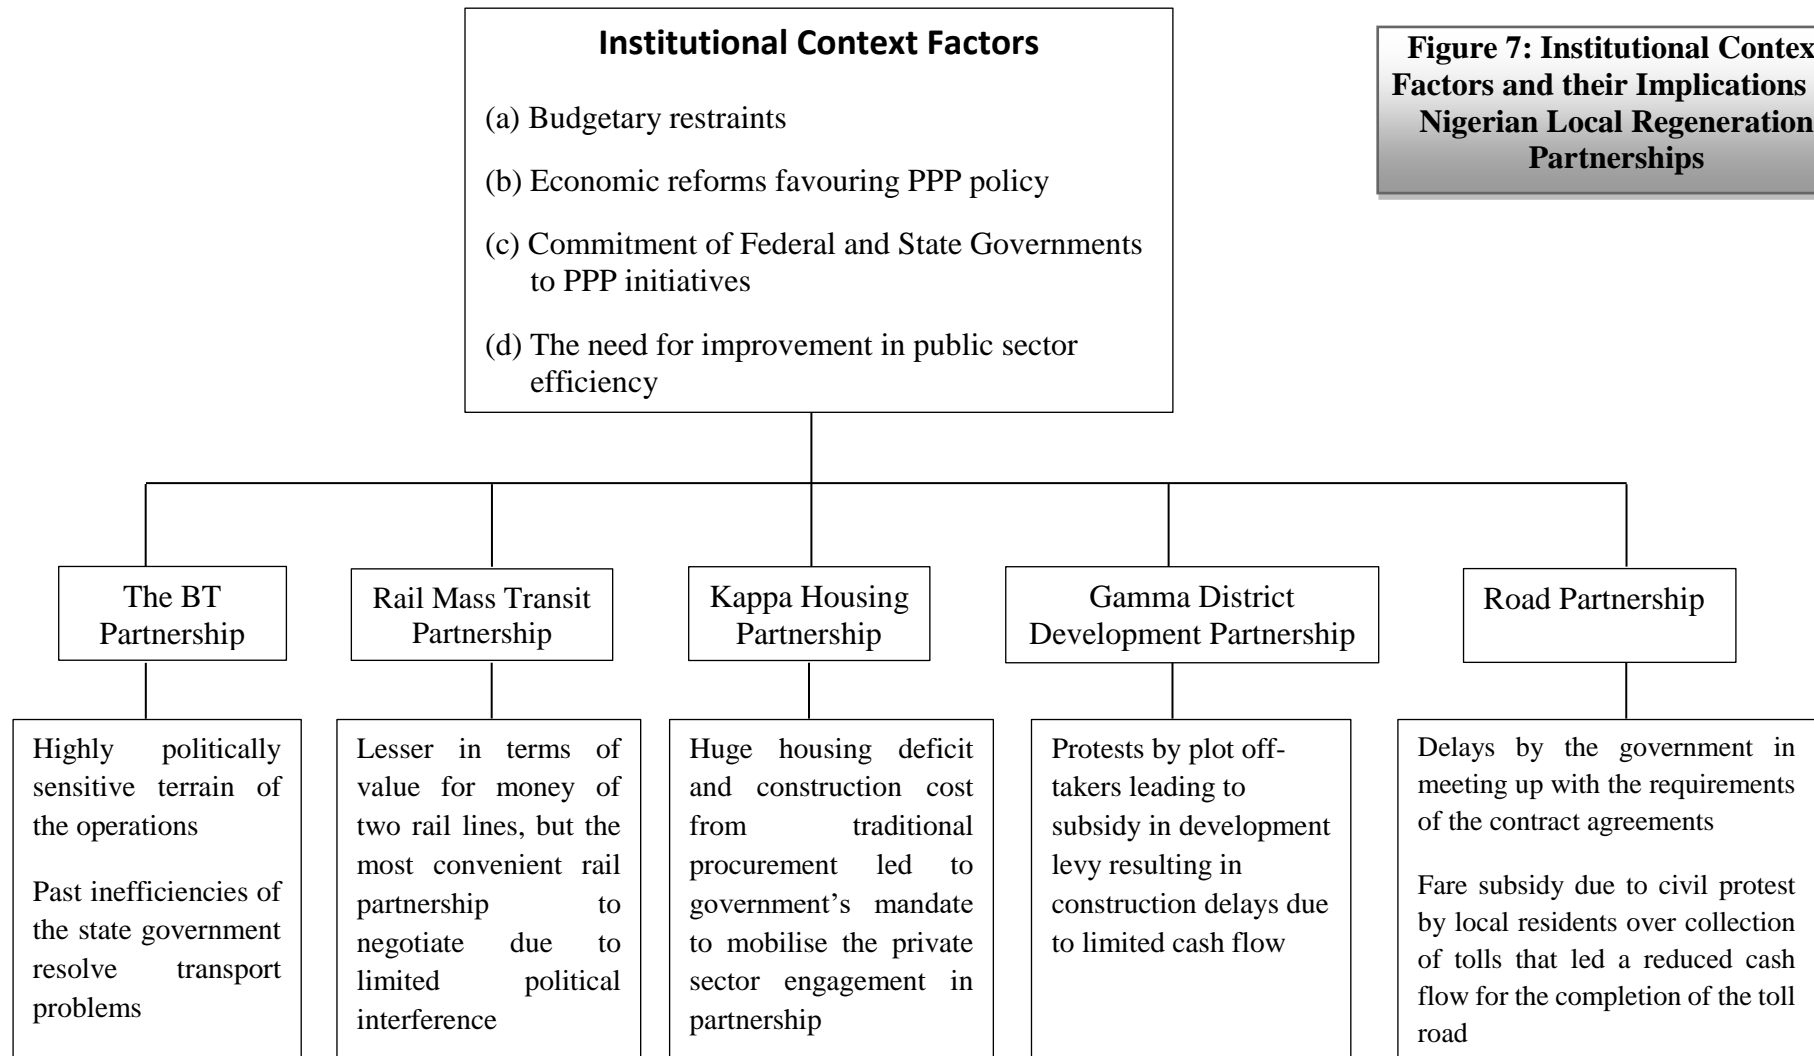 Institutional Context Factors
(a) Budgetary restraints
(b) Economic reforms favouring PPP policy
(c) Commitment of Federal and State Governments
to PPP initiatives
(d) The need for improvement in public sector
efficiency
Figure 7: Institutional Contex
Factors and their Implications
Nigerian Local Regeneration
Partnerships
The BT
Partnership
Rail Mass Transit
Partnership
Kappa Housing
Partnership
Gamma District
Development Partnership
Road Partnership
Highly politically
sensitive terrain of
the operations
Past inefficiencies of
the state government
resolve transport
problems
Lesser in terms of
value for money of
two rail lines, but the
most convenient rail
partnership to
negotiate due to
limited political
interference
Huge housing deficit
and construction cost
from traditional
procurement led to
government’s mandate
to mobilise the private
sector engagement in
partnership
Protests by plot off-
takers leading to
subsidy in development
levy resulting in
construction delays due
to limited cash flow
Delays by the government in
meeting up with the requirements
of the contract agreements
Fare subsidy due to civil protest
by local residents over collection
of tolls that led a reduced cash
flow for the completion of the toll
road